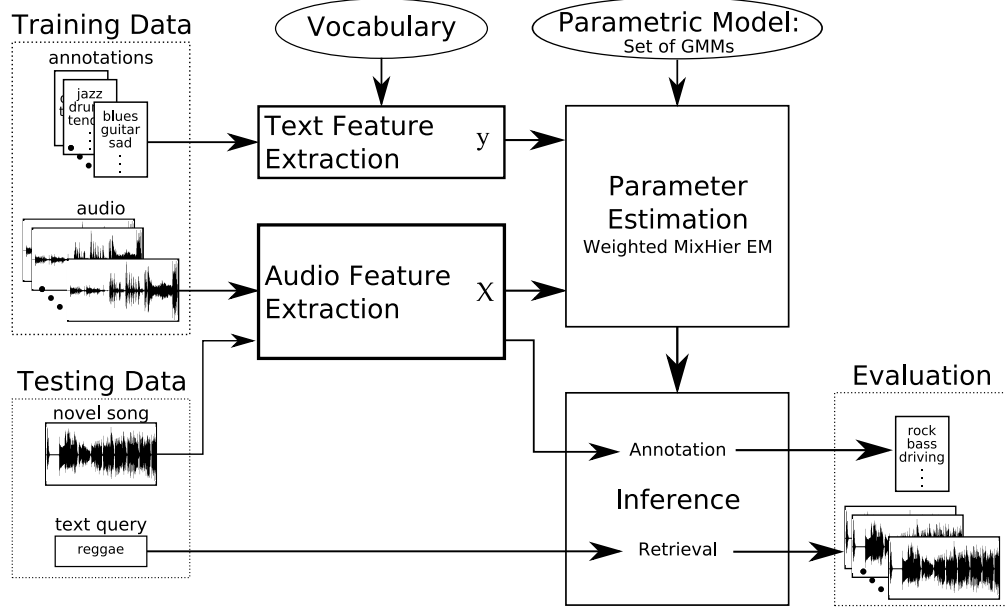 Training Data
annotations
jazz
drum
tend
blues
guitar
sad
audio
Vocabulary
Parametric Model:
Set of GMMs
Text Feature
Extraction
y
Audio Feature
Extraction
X
Parameter
Estimation
Weighted MixHier EM
Testing Data
novel song
text query
reggae
Annotation
Inference
Retrieval
Evaluation
rock
bass
driving